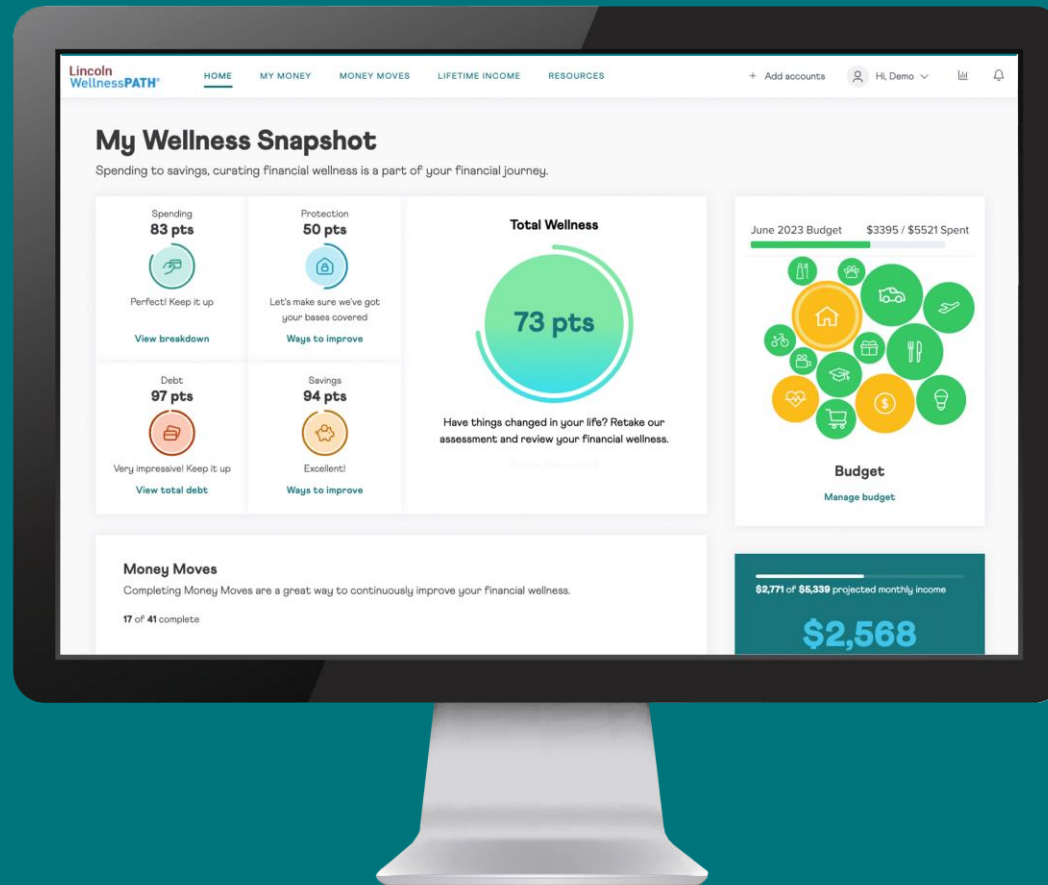 Lincoln
WellnessPATH®
HOME
MY MONEY
MONEY MOVES
LIFETIME INCOME
RESOURCES
+ Add accounts
Hi, Demo
My Wellness Snapshot
Spending to savings, curating financial wellness is a part of your financial journey.
Spending
83 pts
Perfect! Keep it up
View breakdown
Protection
50 pts
Let's make sure we've got
your bases covered
Ways to improve
Debt
97 pts
Very impressive! Keep it up
View total debt
Savings
94 pts
Excellent!
Ways to improve
Total Wellness
73 pts
Have things changed in your life? Retake our
assessment and review your financial wellness.
June 2023 Budget $3395 / $5521 Spent
$
Budget
Manage budget
Money Moves
Completing Money Moves are a great way to continuously improve your financial wellness.
17 of 41 complete
$2,771 of $5,339 projected monthly income
$2,568